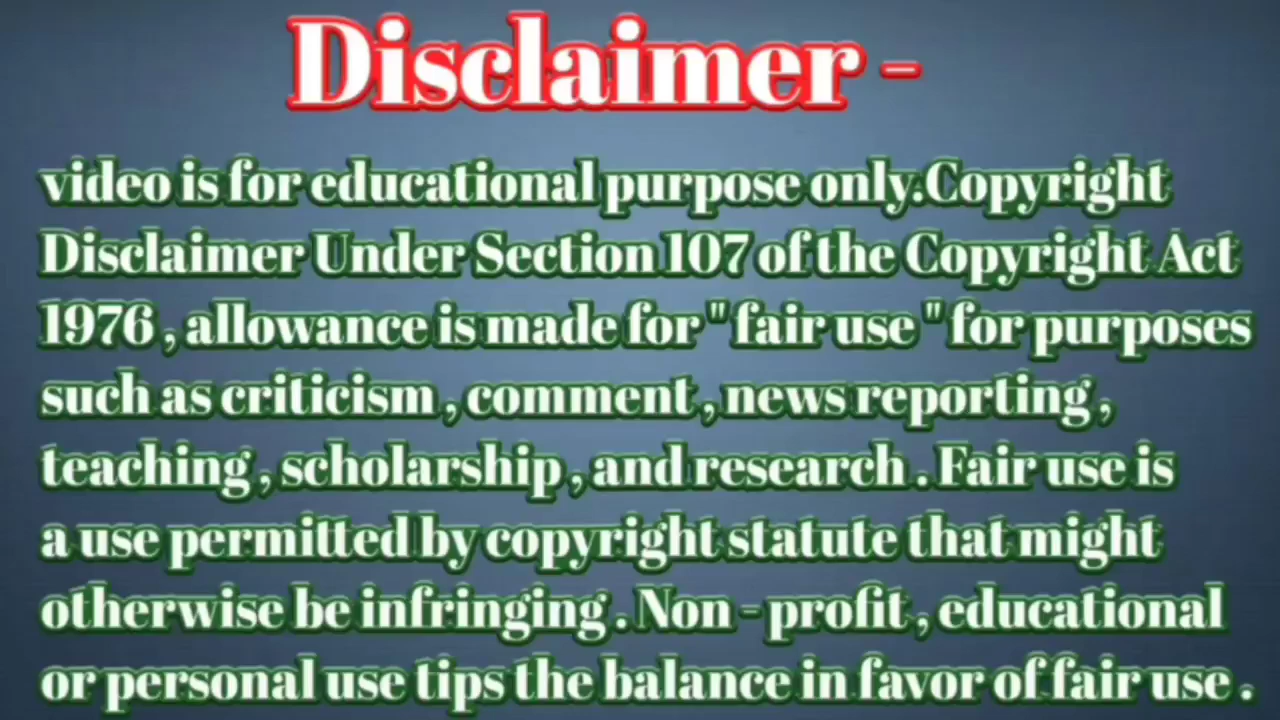 Disclaimer -
video is for educational purpose only.Copyright
Disclaimer Under Section 107 of the Copyright Act
1976 , allowance is made for " fair use " for purposes
such as criticism , comment , news reporting ,
teaching , scholarship , and research . Fair use is
a use permitted by copyright statute that might
otherwise be infringing . Non - profit , educational
or personal use tips the balance in favor of fair use .